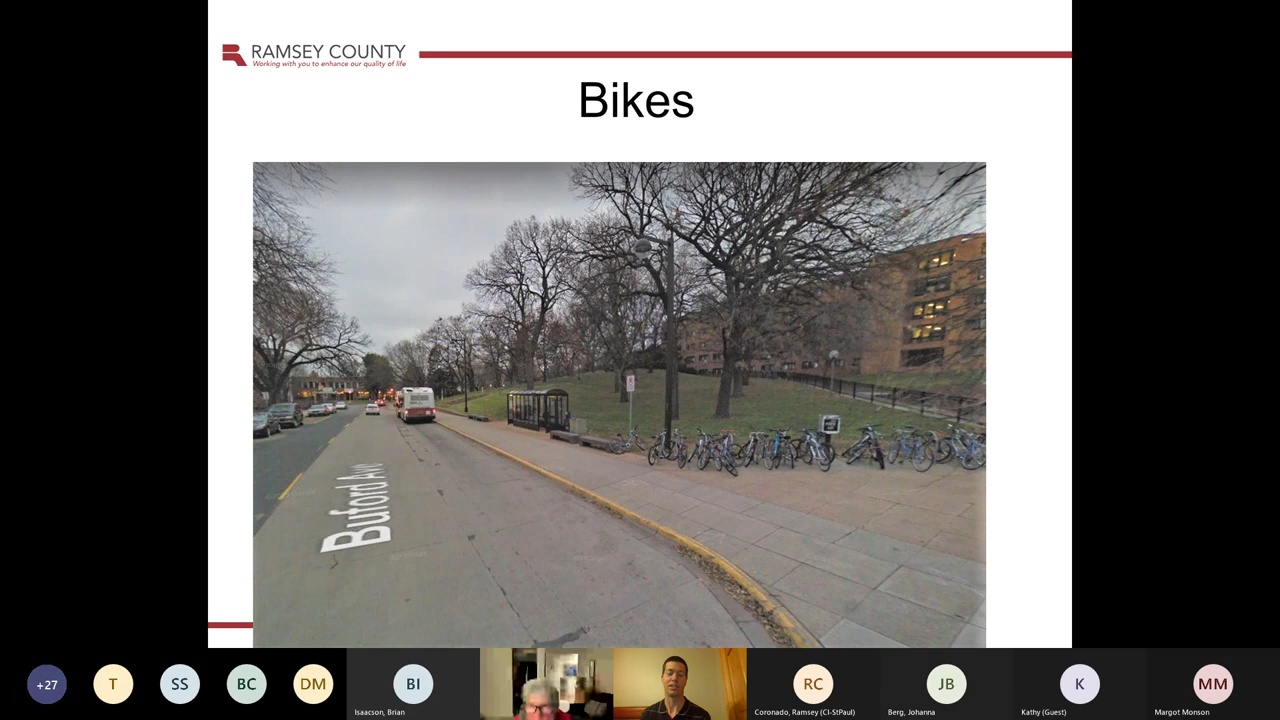 RAMSEY COUNTY
Working with you to enhance our quality of life
Bikes
Buford Ave
+27
T
SS
BC
DM
BI
RC
JB
K
MM
Isaacson, Brian
Coronado, Ramsey (CI-StPaul)
Berg, Johanna
Kathy (Guest)
Margot Monson